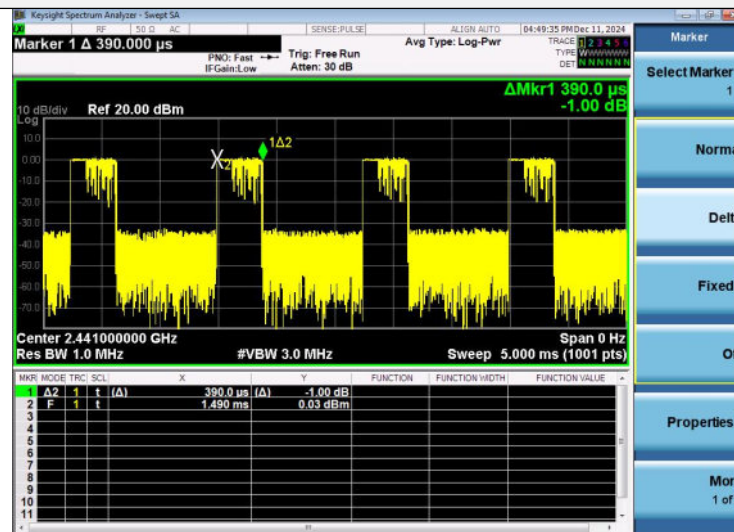 Keysight Spectrum Analyzer - Swept SA
RF 50 Ω AC SENSE:PULSE ALIGN AUTO 04:49:35 PM Dec 11, 2024
Marker 1 Δ 390.000 µs
PNO: Fast Trig: Free Run Avg Type: Log-Pwr TRACE 1 2 3 4 5 6
IFGain:Low Atten: 30 dB TYPE WWWWWW
DET N N N N N N
ΔMkr1 390.0 µs
-1.00 dB
10 dB/div Ref 20.00 dBm
Log
10.0
0.00
-10.0
-20.0
-30.0
-40.0
-50.0
-60.0
-70.0
1Δ2
2
Center 2.441000000 GHz Span 0 Hz
Res BW 1.0 MHz #VBW 3.0 MHz Sweep 5.000 ms (1001 pts)
MKR MODE TRC SCL X Y FUNCTION FUNCTION WIDTH FUNCTION VALUE
1 Δ2 1 t (Δ) 390.0 µs (Δ) -1.00 dB
2 F 1 t 1.490 ms 0.03 dBm
3
4
5
6
7
8
9
10
11
Marker
Select Marker
1
Norma
Delt
Fixed
O
Properties
Mor
1 of